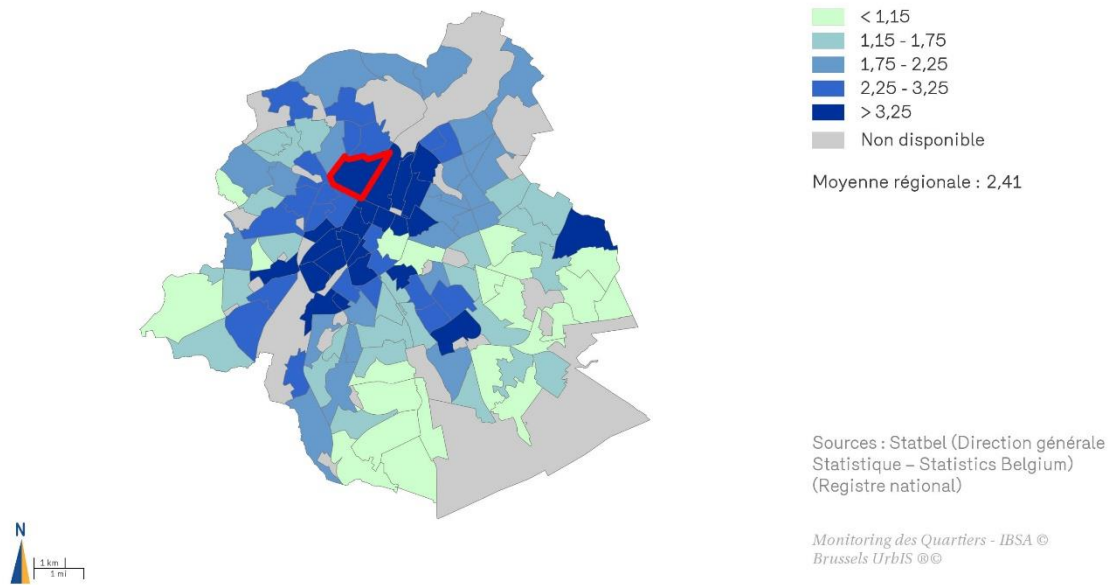 < 1,15
1,15 - 1,75
1,75 - 2,25
2,25 - 3,25
> 3,25
Non disponible
Moyenne régionale : 2,41
Sources : Statbel (Direction générale
Statistique – Statistics Belgium)
(Registre national)
Monitoring des Quartiers - IBSA ©
Brussels UrbIS ®©
N
1 km
1 mi